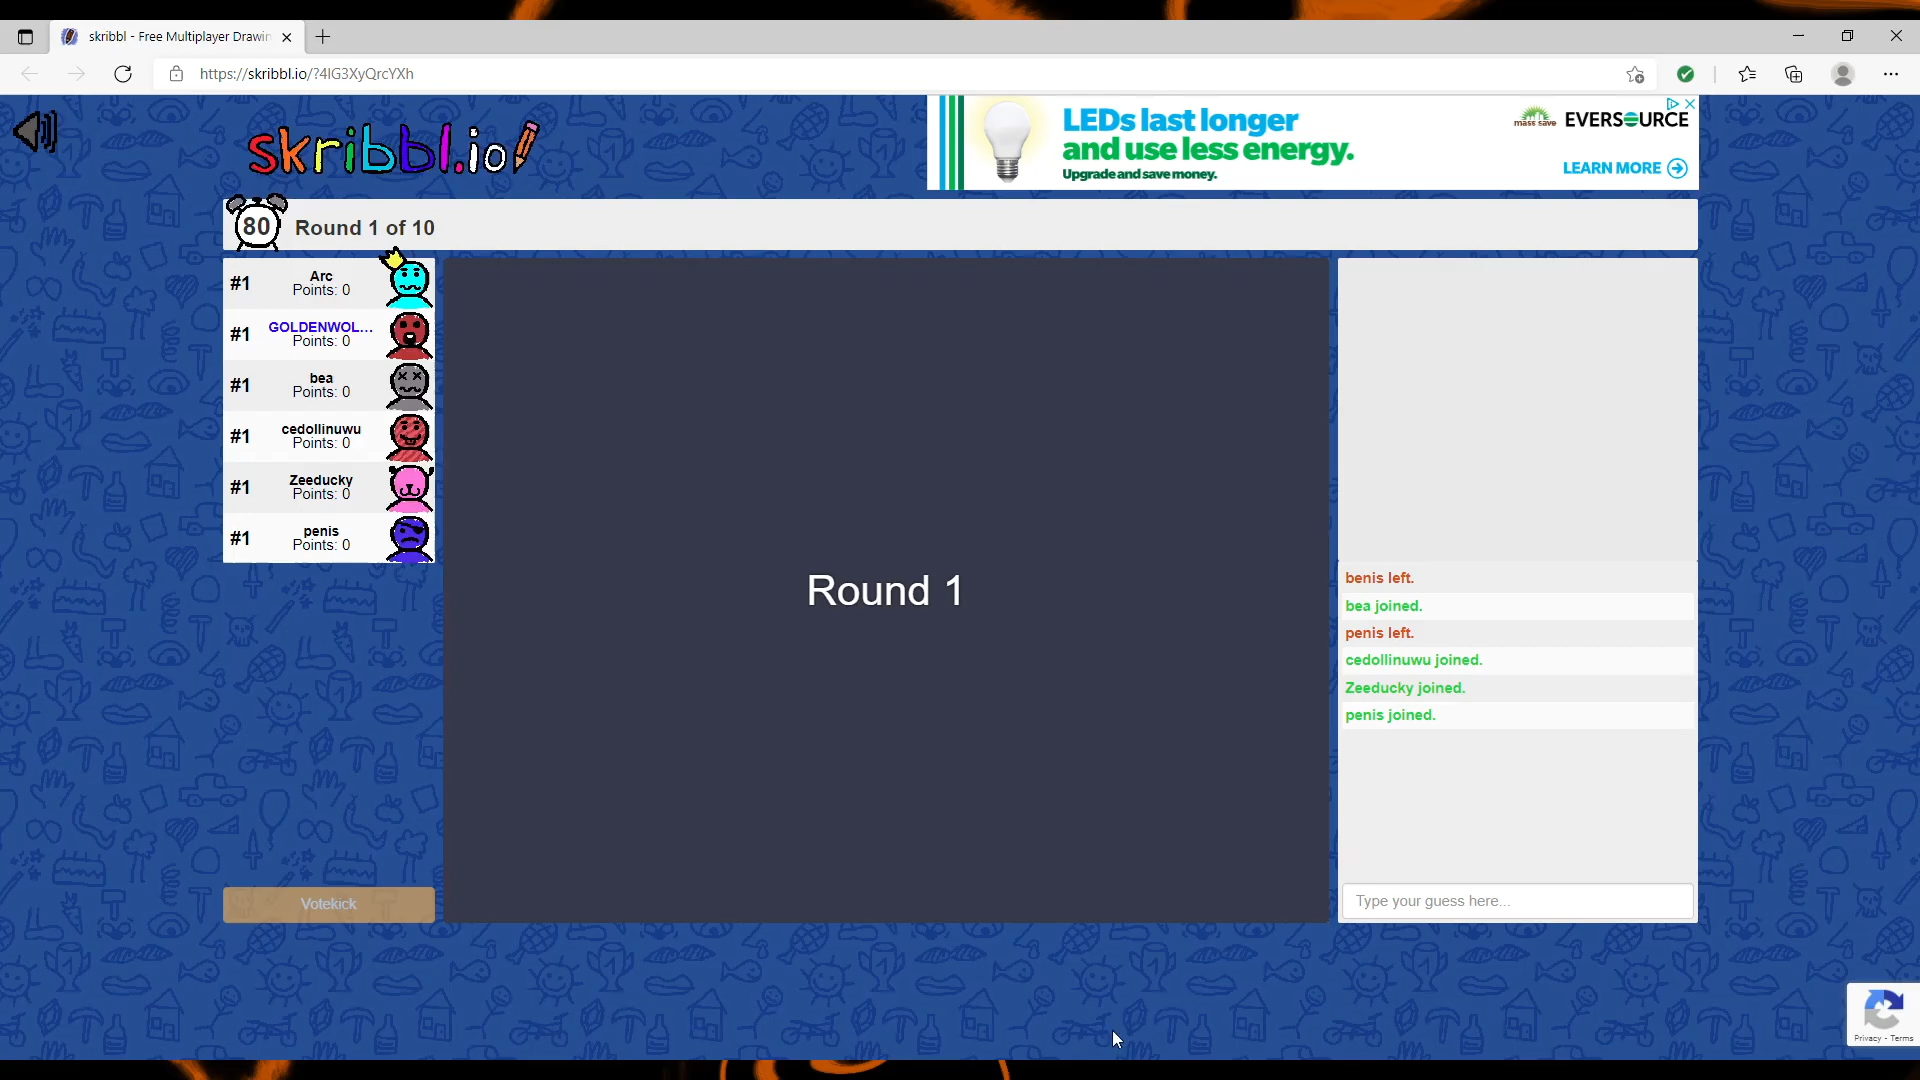 skribbl - Free Multiplayer Drawin
https://skribbl.io/?4lG3XyQrcYXh
skribbl.io
LEDs last longer
and use less energy.
Upgrade and save money.
mass save EVERSOURCE
LEARN MORE
80 Round 1 of 10
#1 Arc
Points: 0
#1 GOLDENWOL...
Points: 0
#1 bea
Points: 0
#1 cedollinuwu
Points: 0
#1 Zeeducky
Points: 0
#1 penis
Points: 0
Votekick
Round 1
benis left.
bea joined.
penis left.
cedollinuwu joined.
Zeeducky joined.
penis joined.
Type your guess here...
Privacy - Terms